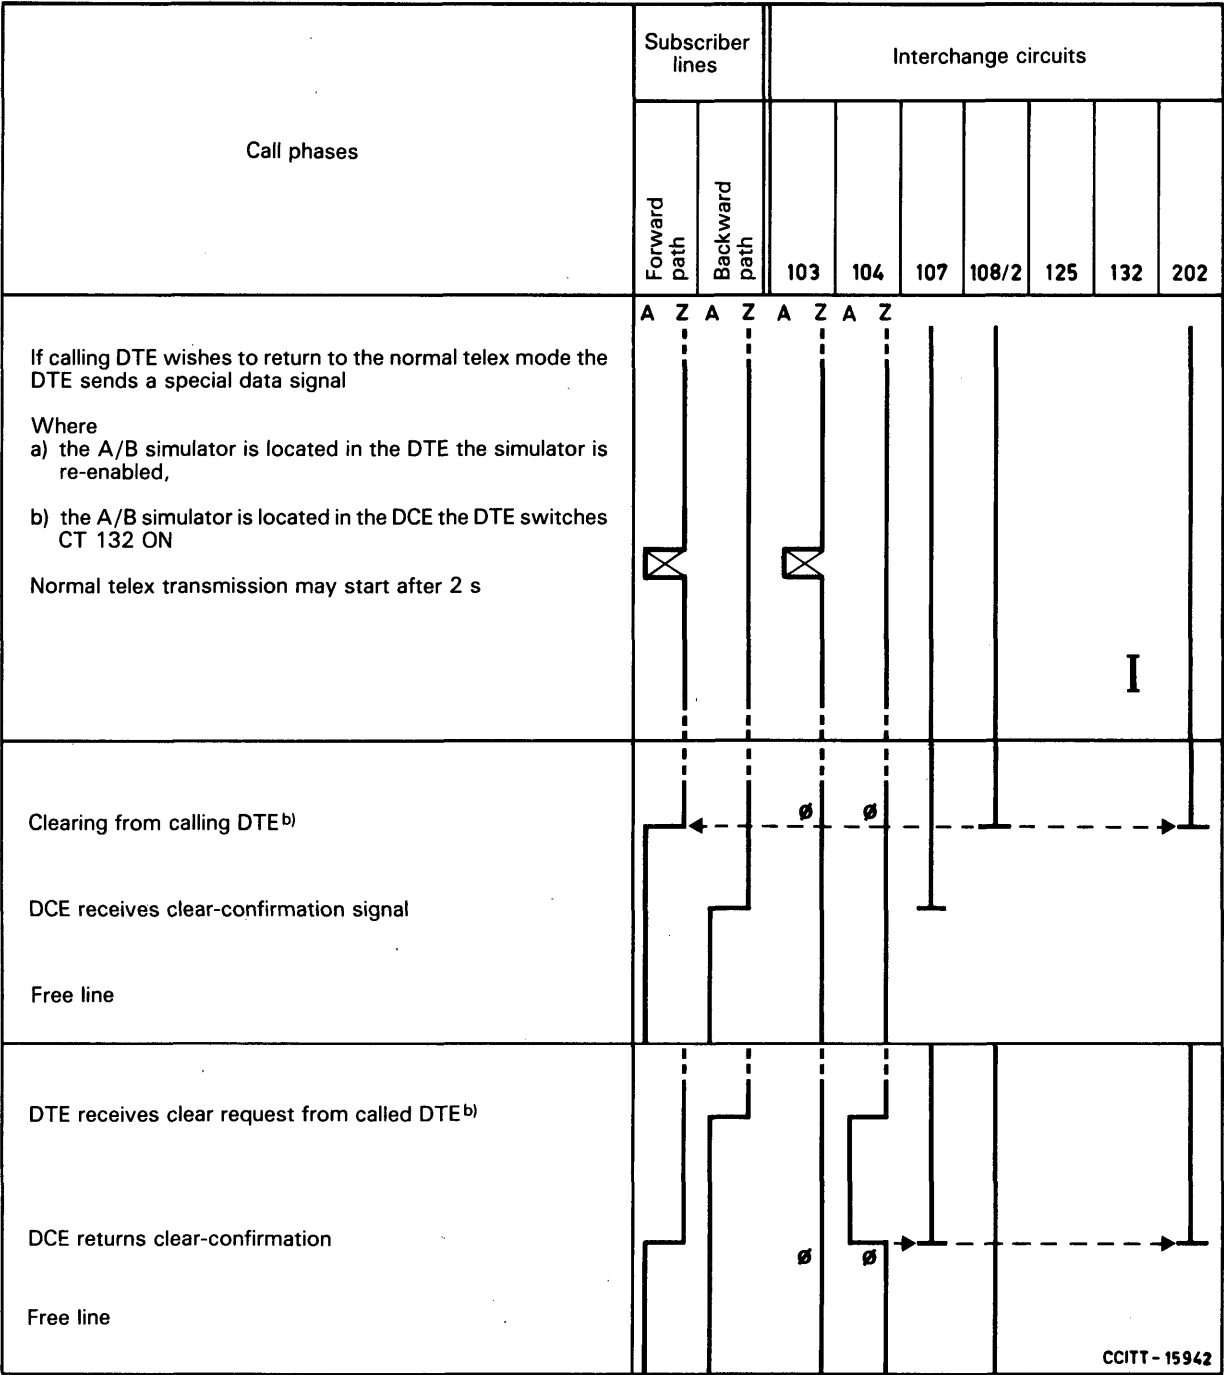 Call phases
Subscriber
lines
Interchange circuits
Forward
path
Backward
path
103
104
107
108/2
125
132
202
A Z A Z A Z A Z
If calling DTE wishes to return to the normal telex mode the
DTE sends a special data signal
Where
a) the A/B simulator is located in the DTE the simulator is
re-enabled,
b) the A/B simulator is located in the DCE the DTE switches
CT 132 ON
Normal telex transmission may start after 2 s
Clearing from calling DTE b)
ø ø
DCE receives clear-confirmation signal
Free line
DTE receives clear request from called DTE b)
DCE returns clear-confirmation
ø ø
Free line
CCITT - 15942